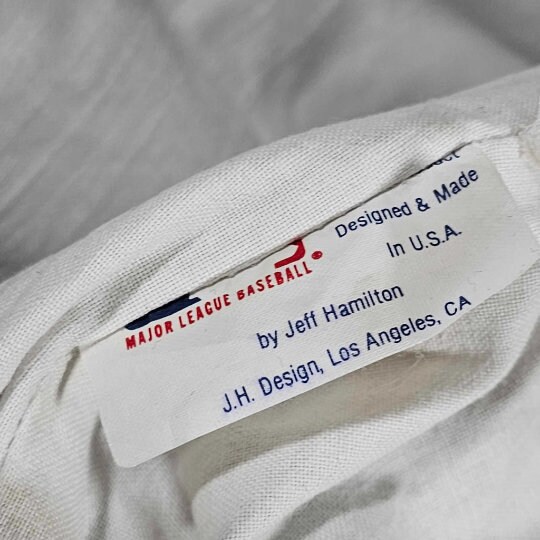 Designed & Made
In U.S.A.
MAJOR LEAGUE BASEBALL®
by Jeff Hamilton
J.H. Design, Los Angeles, CA